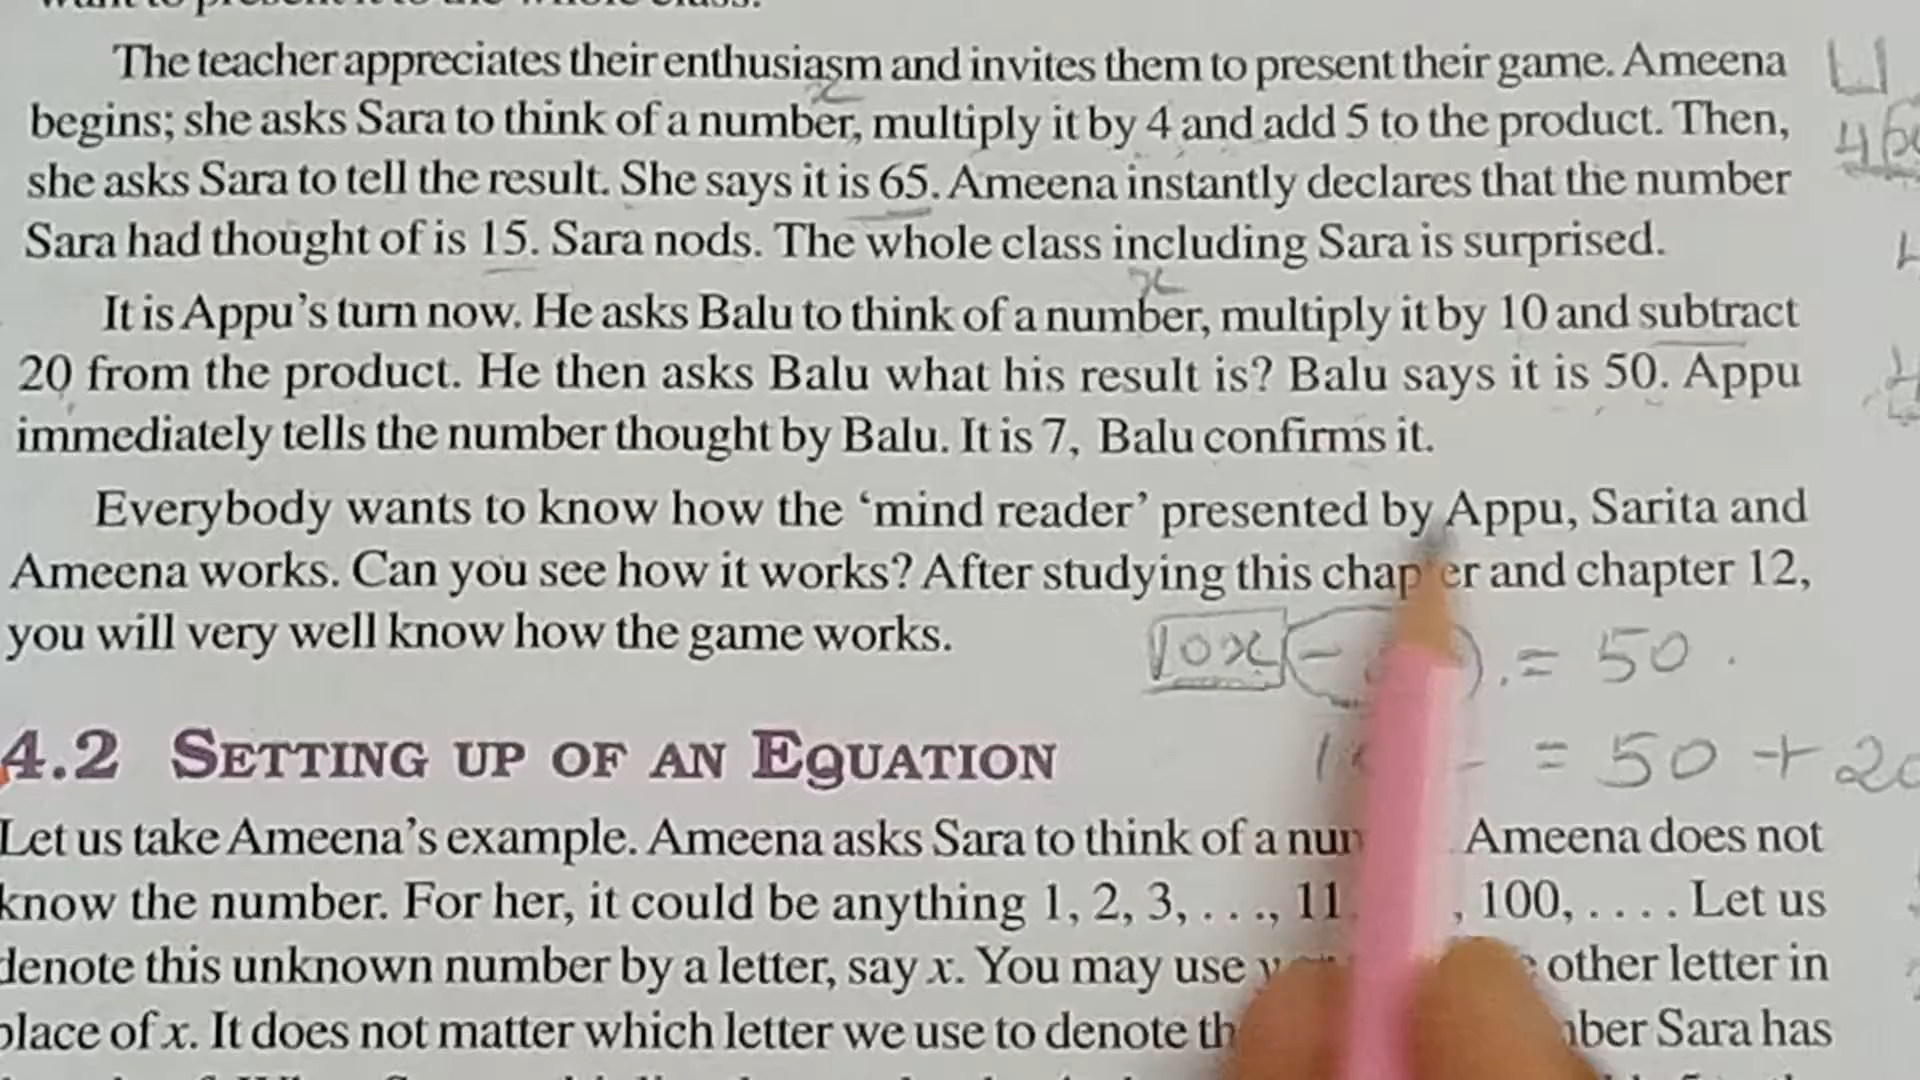 The teacher appreciates their enthusiasm and invites them to present their game. Ameena
x
begins; she asks Sara to think of a number, multiply it by 4 and add 5 to the product. Then,
she asks Sara to tell the result. She says it is 65. Ameena instantly declares that the number
Sara had thought of is 15. Sara nods. The whole class including Sara is surprised.
x
It is Appu's turn now. He asks Balu to think of a number, multiply it by 10 and subtract
20 from the product. He then asks Balu what his result is? Balu says it is 50. Appu
immediately tells the number thought by Balu. It is 7, Balu confirms it.
Everybody wants to know how the ‘mind reader’ presented by Appu, Sarita and
Ameena works. Can you see how it works? After studying this and chapter 12,
you will very well know how the game works.
10x - = 50
= 50 + 20
4.2 SETTING UP OF AN EQUATION
Let us take Ameena's example. Ameena asks Sara to think of a Ameena does not
know the number. For her, it could be anything 1, 2, 3, . . ., 11 , 100, . . . . Let us
denote this unknown number by a letter, say x. You may use other letter in
place of x. It does not matter which letter we use to denote Sara has